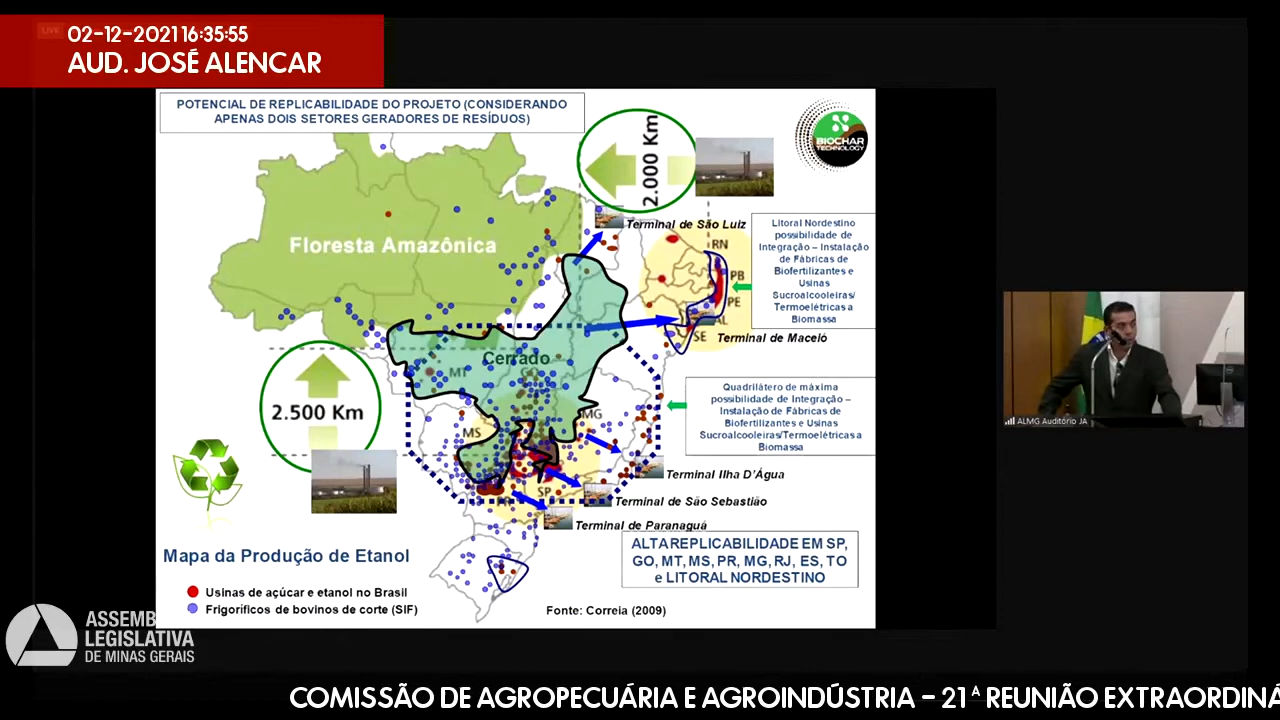 LIVE
02-12-2021 16:35:55
AUD. JOSÉ ALENCAR
POTENCIAL DE REPLICABILIDADE DO PROJETO (CONSIDERANDO
APENAS DOIS SETORES GERADORES DE RESÍDUOS)
2.000 Km
BIOCHAR
TECHNOLOGY
Terminal de São Luiz
Floresta Amazônica
Litoral Nordestino
possibilidade de
Integração – Instalação
de Fábricas de
Biofertilizantes e
Usinas
Sucroalcooleiras/
Termoelétricas a
Biomassa
RN
PB
PE
AL
SE
Terminal de Maceló
Cerrado
MT
GO
2.500 Km
MG
MS
SP
PR
Quadrilátero de máxima
possibilidade de Integração –
Instalação de Fábricas de
Biofertilizantes e Usinas
Sucroalcooleiras/Termoelétricas a
Biomassa
ALMG Auditório JA
Terminal Ilha D'Água
Terminal de São Sebastião
Terminal de Paranaguá
ALTA REPLICABILIDADE EM SP,
GO, MT, MS, PR, MG, RJ, ES, TO
e LITORAL NORDESTINO
Mapa da Produção de Etanol
Usinas de açúcar e etanol no Brasil
Frigoríficos de bovinos de corte (SIF)
Fonte: Correia (2009)
ASSEMB
LEGISLATIVA
DE MINAS GERAIS
COMISSÃO DE AGROPECUÁRIA E AGROINDÚSTRIA – 21ª REUNIÃO EXTRAORDINÁ